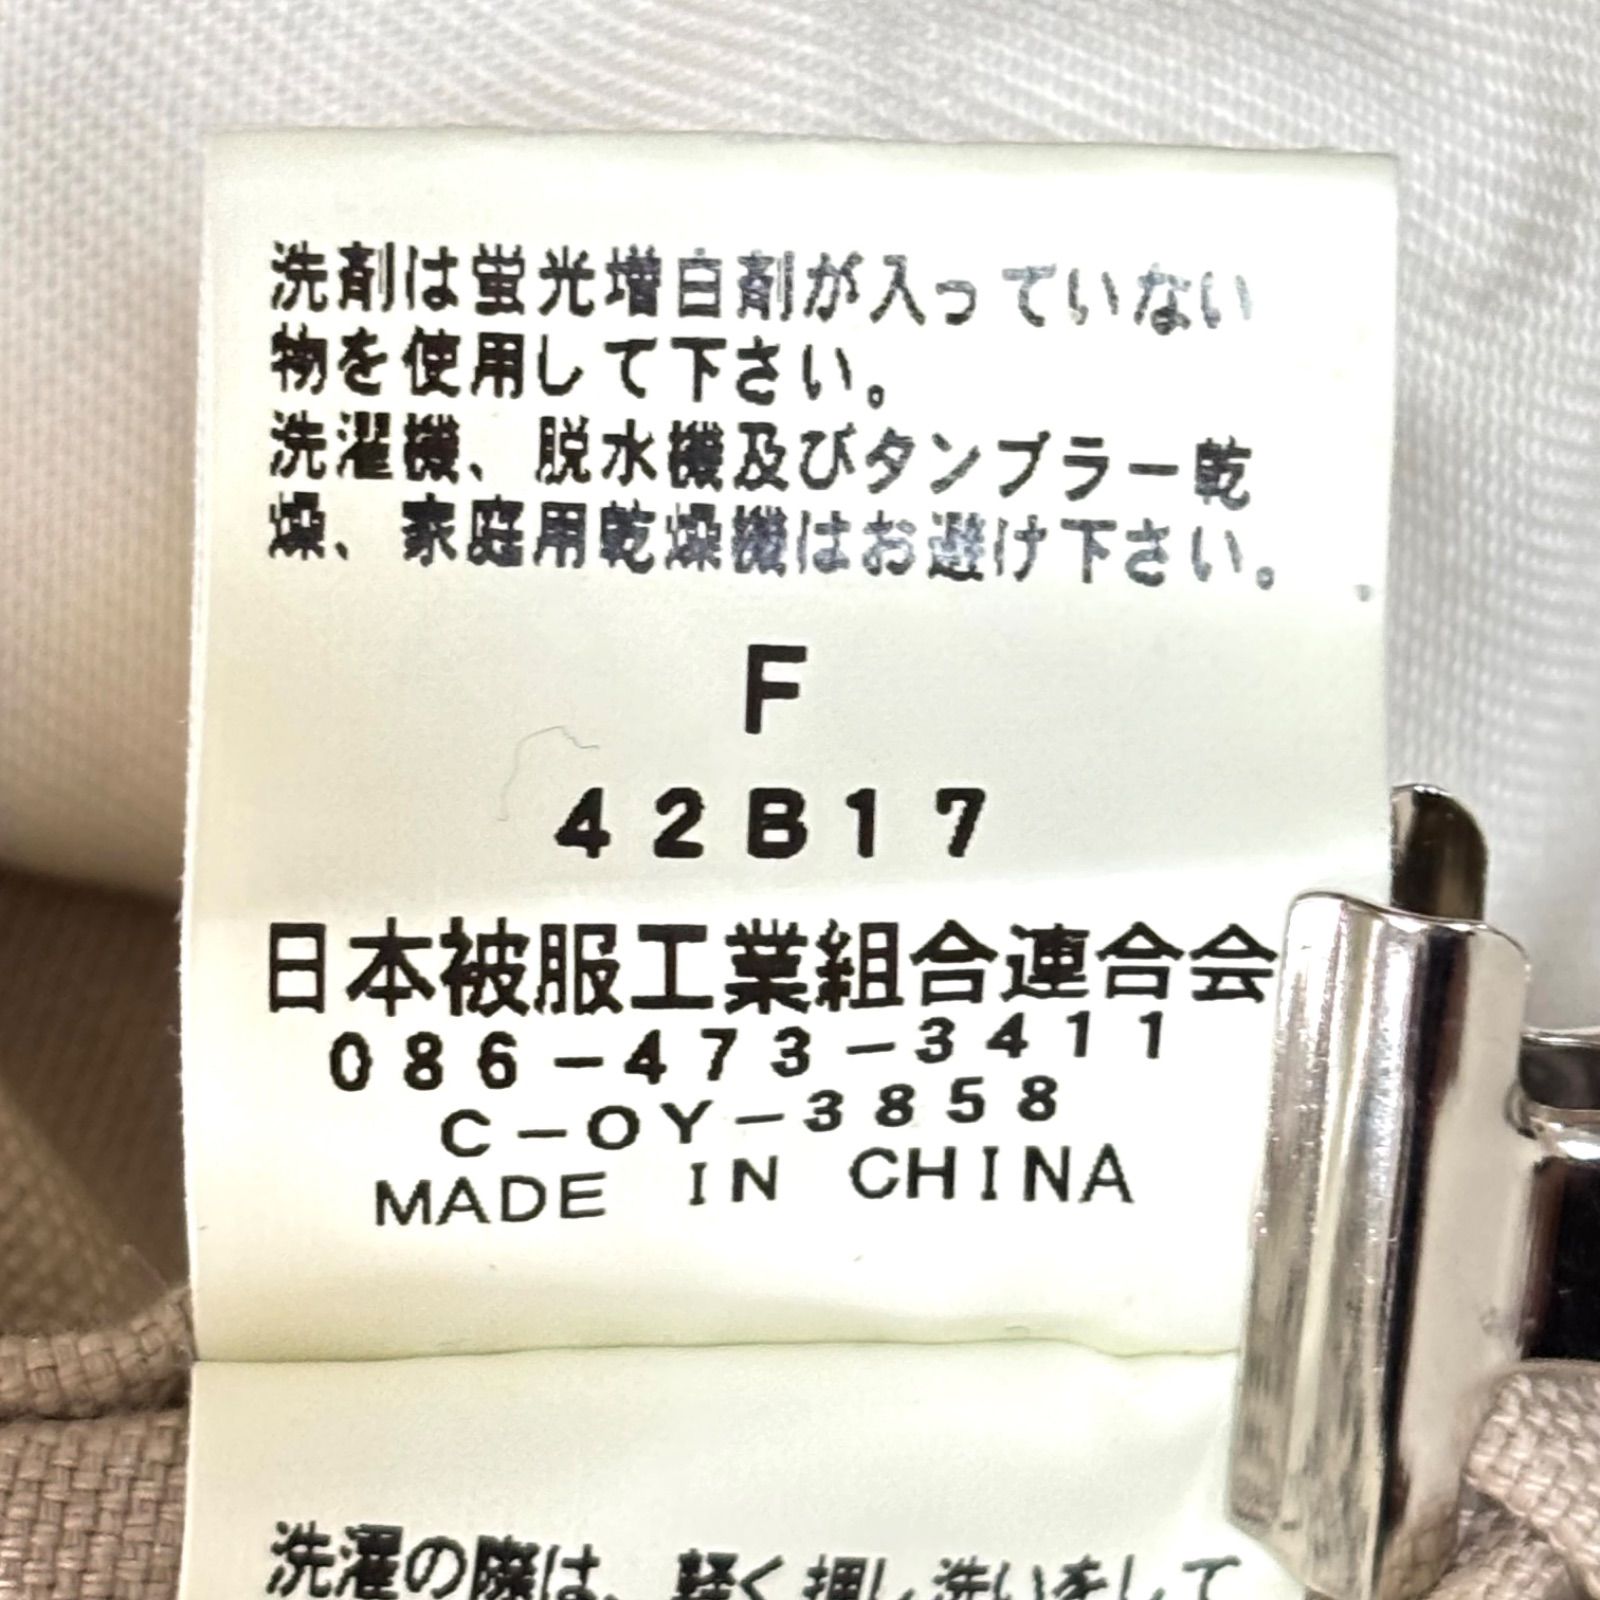 洗剤は蛍光増白剤が入っていない
物を使用して下さい。
洗濯機、脱水機及びタンブラー乾
燥、家庭用乾燥機はお避け下さい。
F
42B17
日本被服工業組合連合会
086-473-3411
C-OY-3858
MADE IN CHINA
洗濯の際は、軽く押し洗いをして